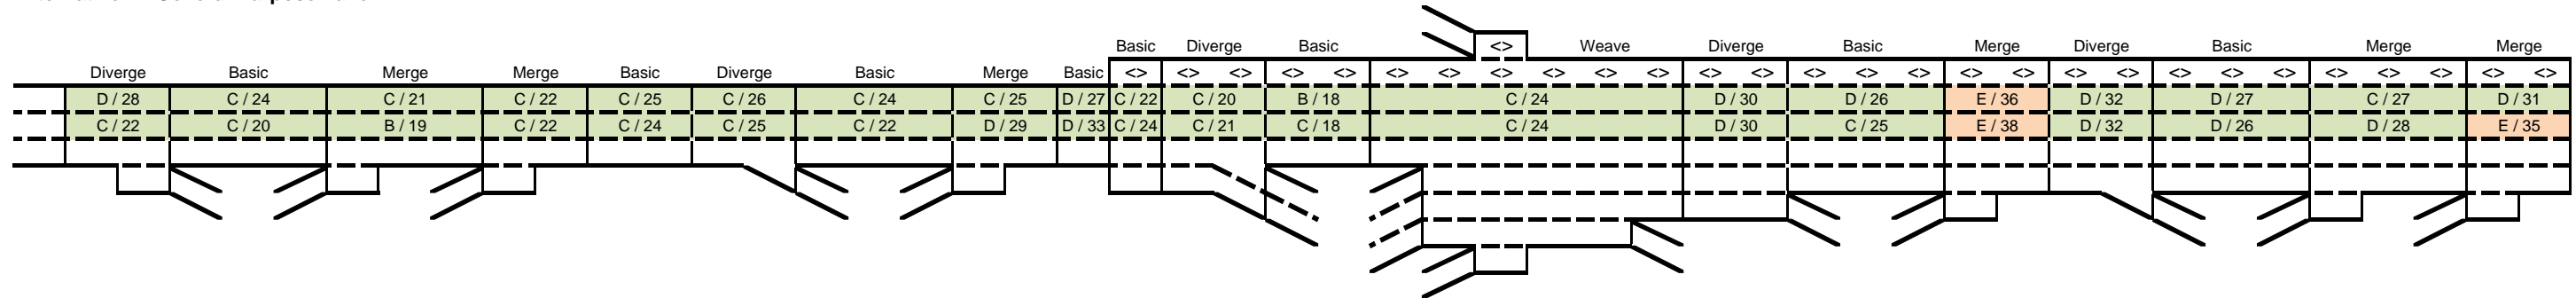 Basic Diverge Basic <> Weave Diverge Basic Merge Diverge Basic Merge Merge
Diverge Basic Merge Merge Basic Diverge Basic Merge Basic <> <> <> <> <> <> <> <> <> <> <> <> <> <> <> <> <> <> <> <> <> <> <> <> <> <> <> <>
D / 28 C / 24 C / 21 C / 22 C / 25 C / 26 C / 24 C / 25 D / 27 C / 22 C / 20 B / 18 C / 24 D / 30 D / 26 E / 36 D / 32 D / 27 C / 27 D / 31
C / 22 C / 20 B / 19 C / 22 C / 24 C / 25 C / 22 D / 29 D / 33 C / 24 C / 21 C / 18 C / 24 D / 30 C / 25 E / 38 D / 32 D / 26 D / 28 E / 35